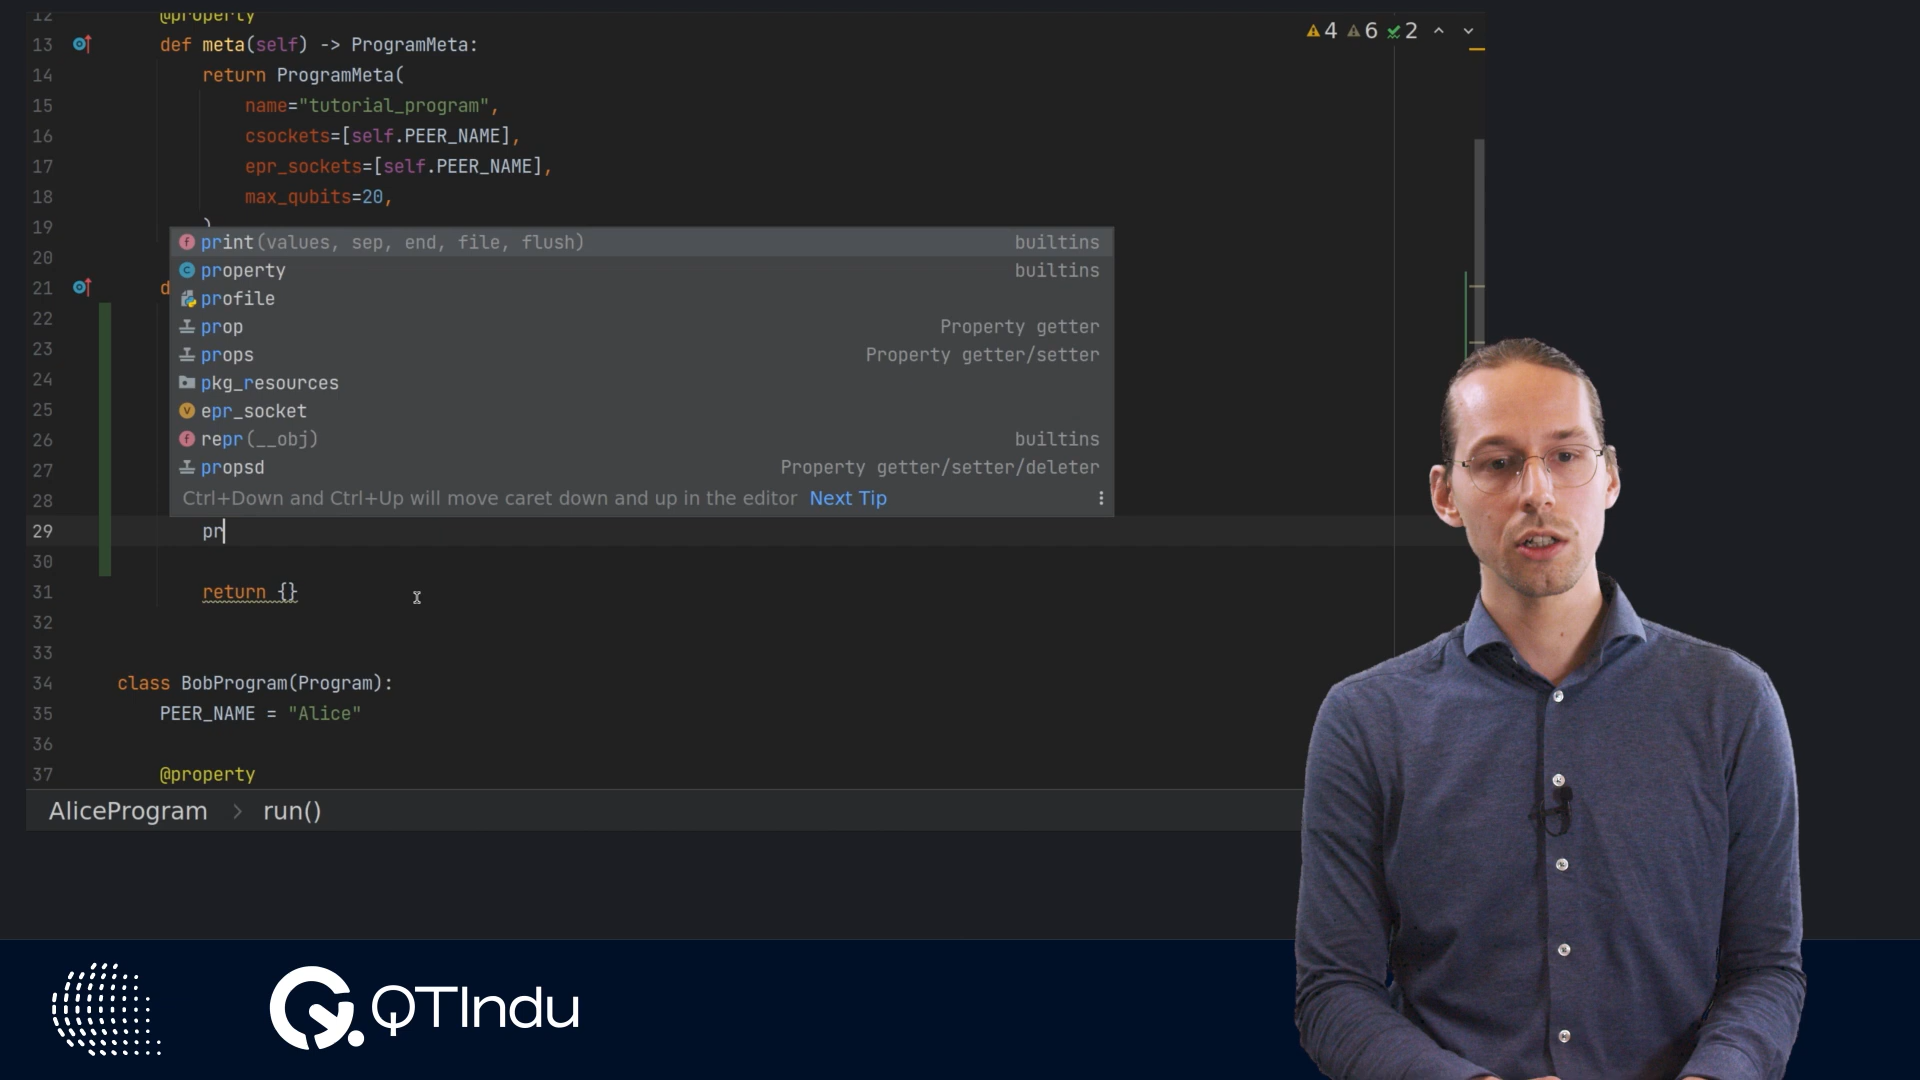 12 @property
13 def meta(self) -> ProgramMeta:
14 return ProgramMeta(
15 name="tutorial_program",
16 csockets=[self.PEER_NAME],
17 epr_sockets=[self.PEER_NAME],
18 max_qubits=20,
19 )
20
21 d
22
23
24
25
26
27
28
29 pr
30
31 return {}
32
33
34 class BobProgram(Program):
35 PEER_NAME = "Alice"
36
37 @property
4 6 2
print(values, sep, end, file, flush) builtins
property builtins
profile
prop Property getter
props Property getter/setter
pkg_resources
epr_socket
repr(__obj) builtins
propsd Property getter/setter/deleter
Ctrl+Down and Ctrl+Up will move caret down and up in the editor Next Tip
AliceProgram > run()
QTIndu